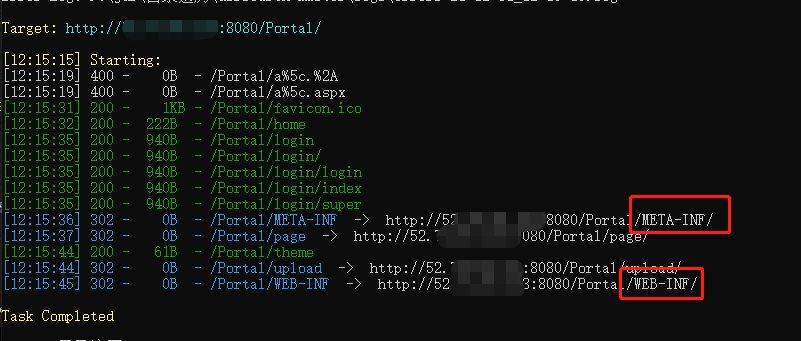 Target: http://:8080/Portal/
[12:15:15] Starting:
[12:15:19] 400 - 0B - /Portal/a%5c.%2A
[12:15:19] 400 - 0B - /Portal/a%5c.aspx
[12:15:31] 200 - 1KB - /Portal/favicon.ico
[12:15:32] 200 - 222B - /Portal/home
[12:15:35] 200 - 940B - /Portal/login
[12:15:35] 200 - 940B - /Portal/login/
[12:15:35] 200 - 940B - /Portal/login/login
[12:15:35] 200 - 940B - /Portal/login/index
[12:15:35] 200 - 940B - /Portal/login/super
[12:15:36] 302 - 0B - /Portal/META-INF -> http://52. 8080/Portal/META-INF/
[12:15:37] 302 - 0B - /Portal/page -> http://52. 080/Portal/page/
[12:15:44] 200 - 61B - /Portal/theme
[12:15:44] 302 - 0B - /Portal/upload -> http://52. :8080/Portal/upload/
[12:15:45] 302 - 0B - /Portal/WEB-INF -> http://52. 3:8080/Portal/WEB-INF/
Task Completed